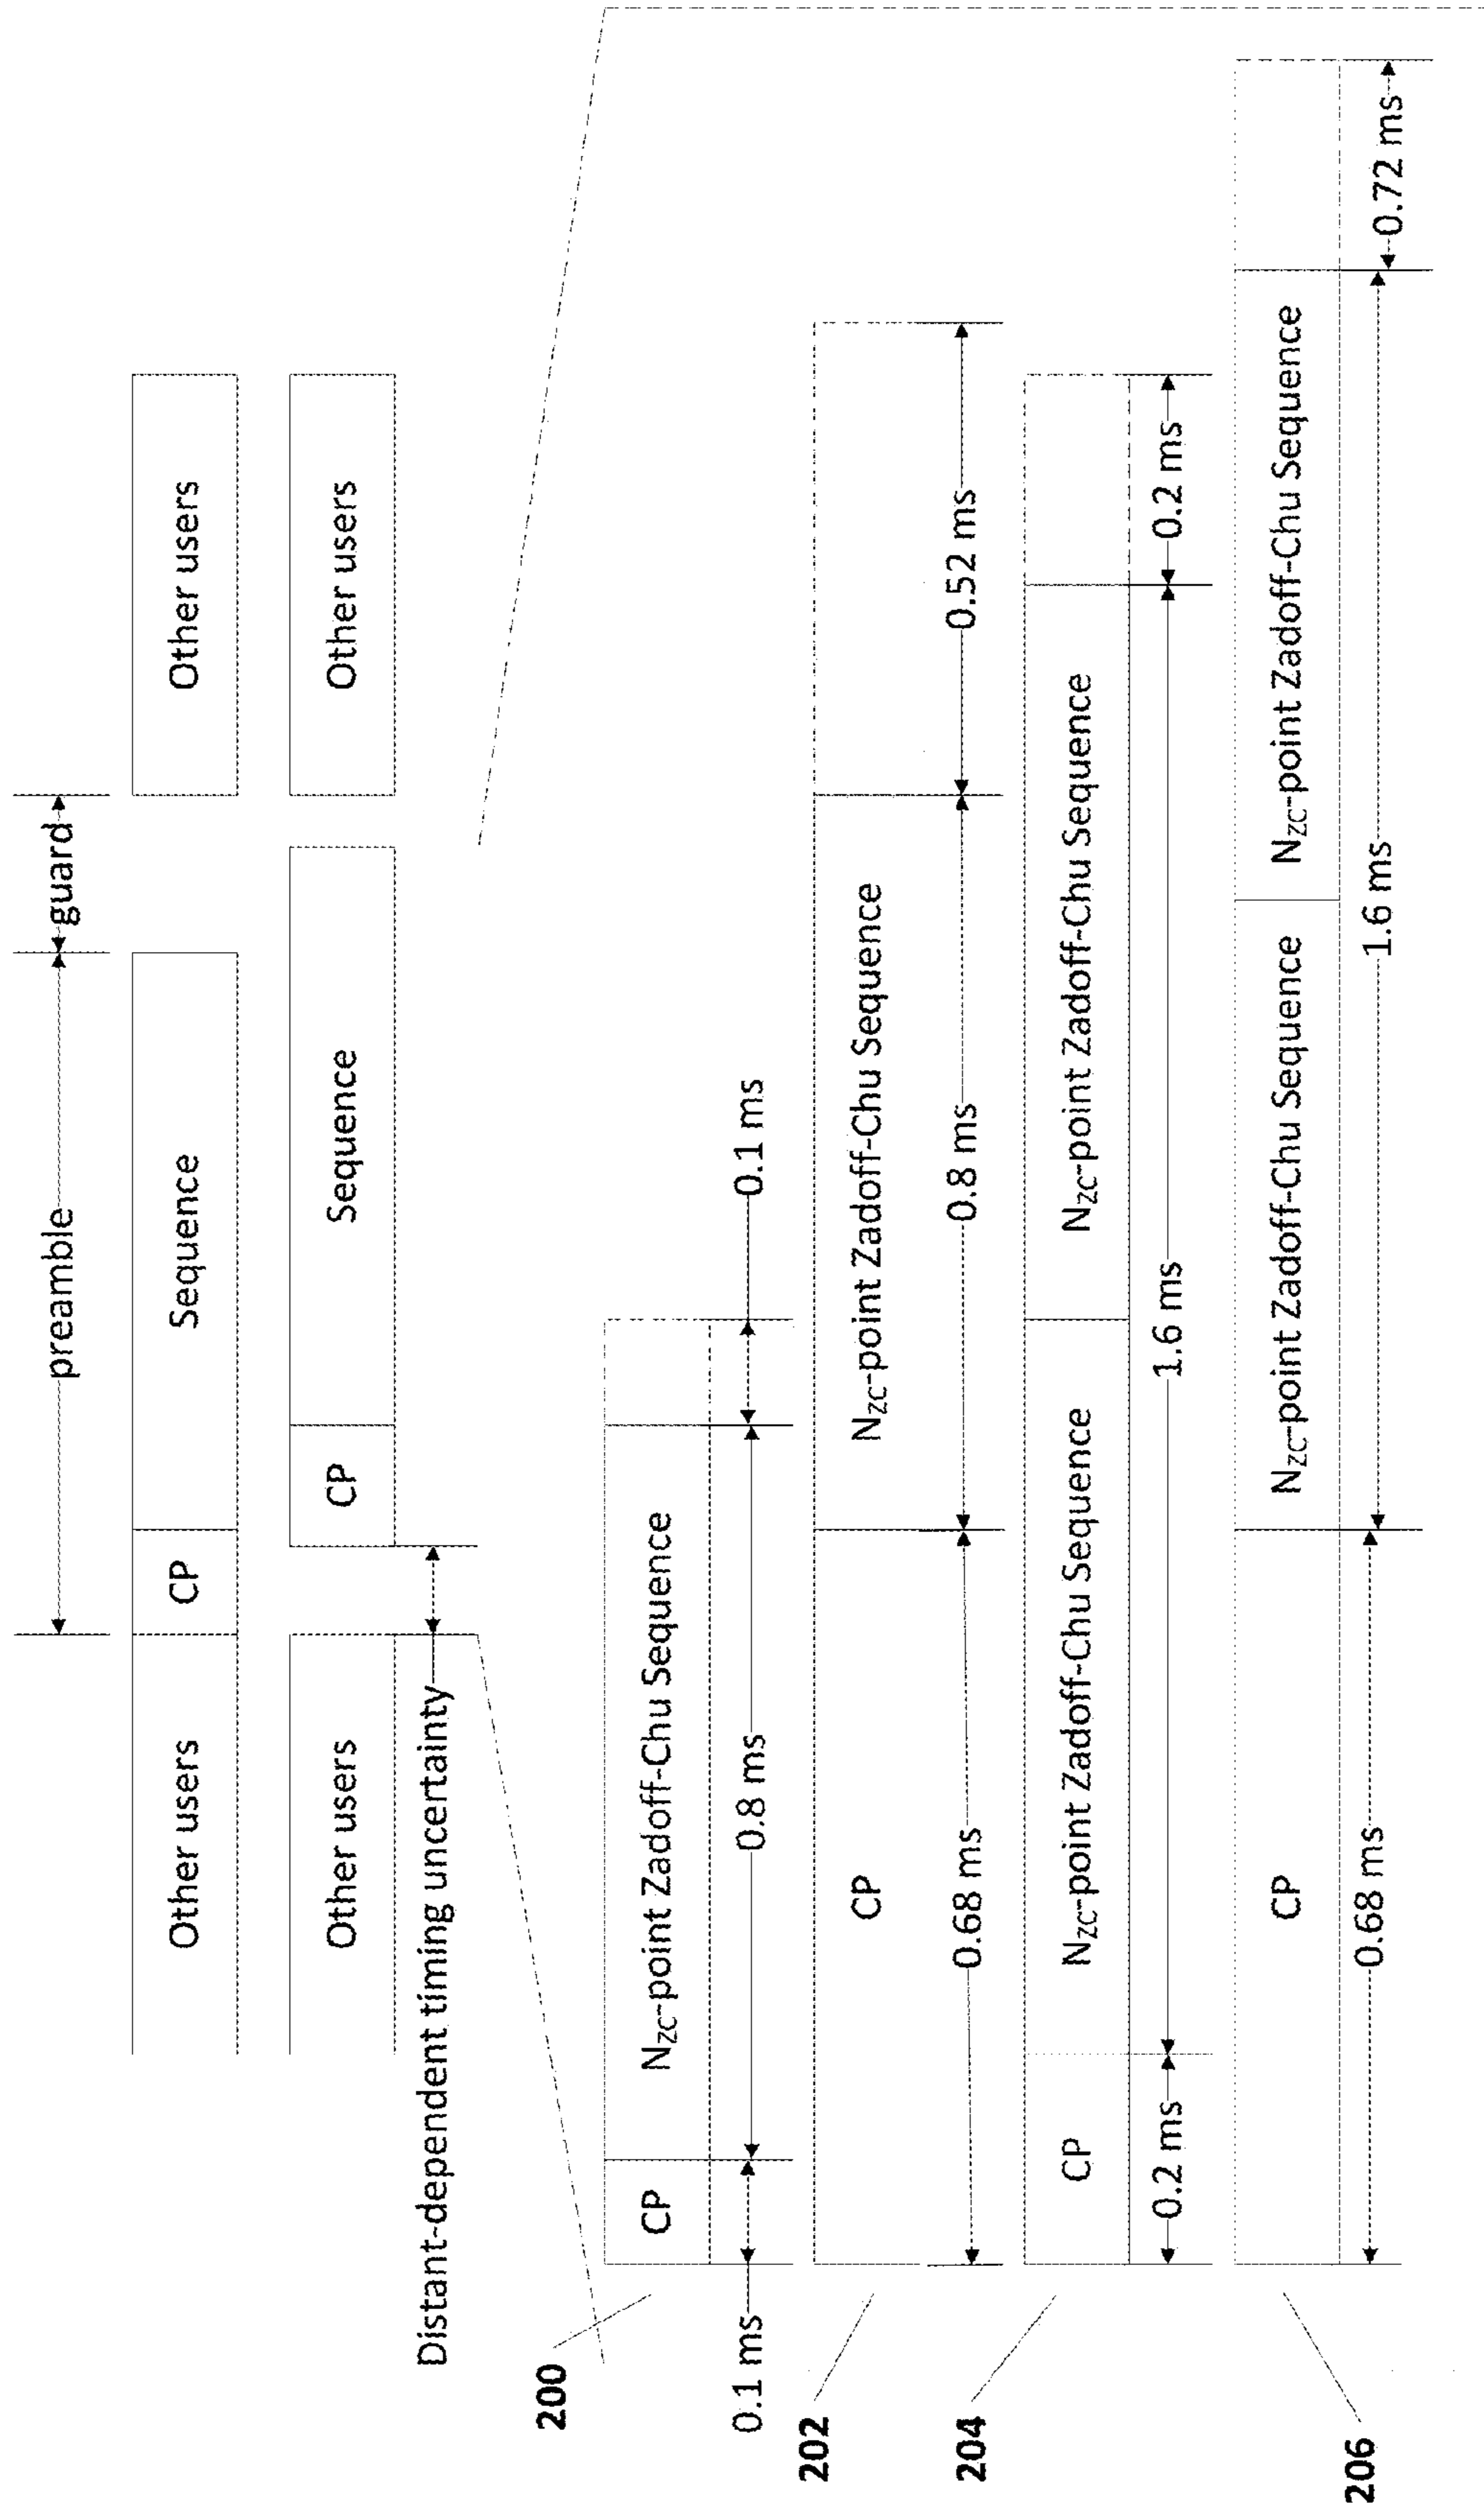 preamble
guard
Other users
CP
Sequence
Other users
Other users
CP
Sequence
Other users
Distant-dependent timing uncertainty
200
CP
N_ZC-point Zadoff-Chu Sequence
0.1 ms
0.8 ms
0.1 ms
202
CP
N_ZC-point Zadoff-Chu Sequence
0.68 ms
0.8 ms
0.52 ms
204
CP
N_ZC-point Zadoff-Chu Sequence
N_ZC-point Zadoff-Chu Sequence
0.2 ms
1.6 ms
0.2 ms
206
CP
N_ZC-point Zadoff-Chu Sequence
N_ZC-point Zadoff-Chu Sequence
0.68 ms
1.6 ms
0.72 ms